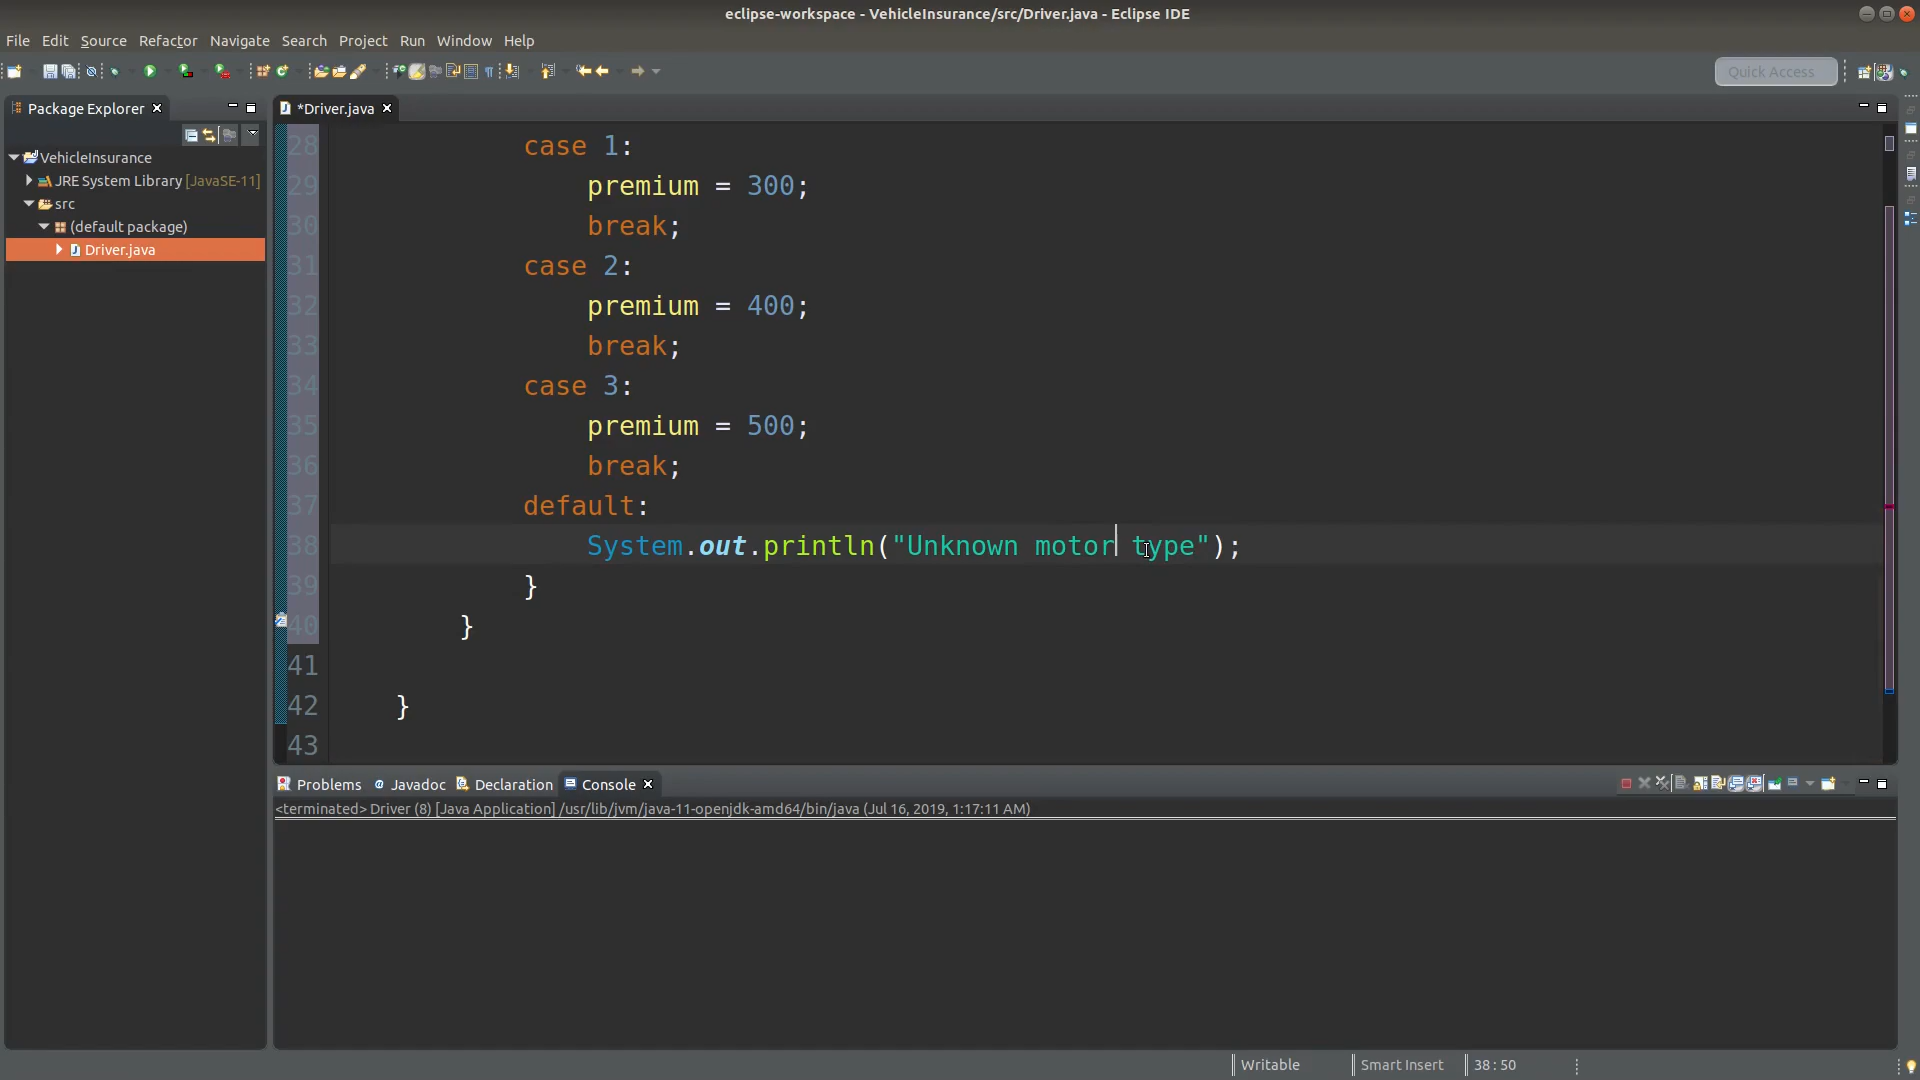 eclipse-workspace - VehicleInsurance/src/Driver.java - Eclipse IDE
File Edit Source Refactor Navigate Search Project Run Window Help
Quick Access
Package Explorer
*Driver.java
VehicleInsurance
JRE System Library [JavaSE-11]
src
(default package)
Driver.java
28 case 1:
29 premium = 300;
30 break;
31 case 2:
32 premium = 400;
33 break;
34 case 3:
35 premium = 500;
36 break;
37 default:
38 System.out.println("Unknown motor type");
39 }
40 }
41
42 }
43
Problems @ Javadoc Declaration Console
<terminated> Driver (8) [Java Application] /usr/lib/jvm/java-11-openjdk-amd64/bin/java (Jul 16, 2019, 1:17:11 AM)
Writable Smart Insert 38 : 50